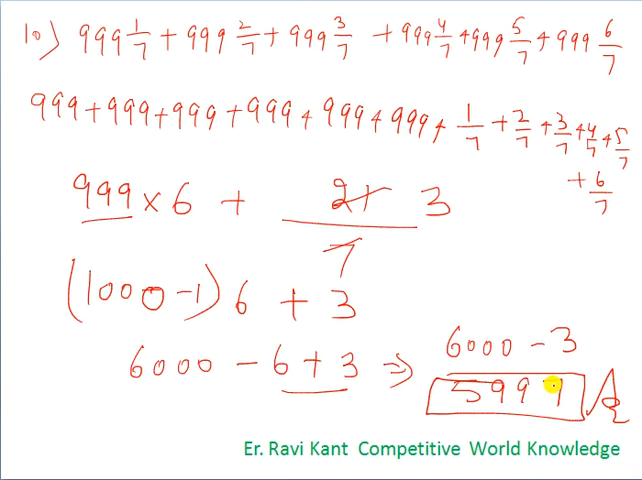 10) 999 1/7 + 999 2/7 + 999 3/7 + 999 4/7 + 999 5/7 + 999 6/7
999 + 999 + 999 + 999 + 999 + 999 + 1/7 + 2/7 + 3/7 + 4/7 + 5/7
+ 6/7
999 × 6 + 21/7 3
(1000 - 1) 6 + 3
6000 - 6 + 3 ⇒ 6000 - 3
5999 A
Er. Ravi Kant Competitive World Knowledge